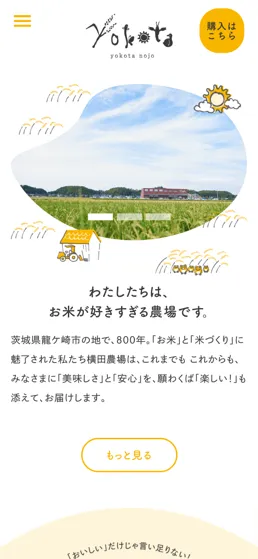 yokota
yokota nojo
購入は
こちら
わたしたちは、
お米が好きすぎる農場です。
茨城県龍ケ崎市の地で、800年。「お米」と「米づくり」に
魅了された私たち横田農場は、これまでも これからも、
みなさまに「美味しさ」と「安心」を、願わくば「楽しい!」も
添えて、お届けします。
もっと見る
「おいしい」だけじゃ言い足りない!